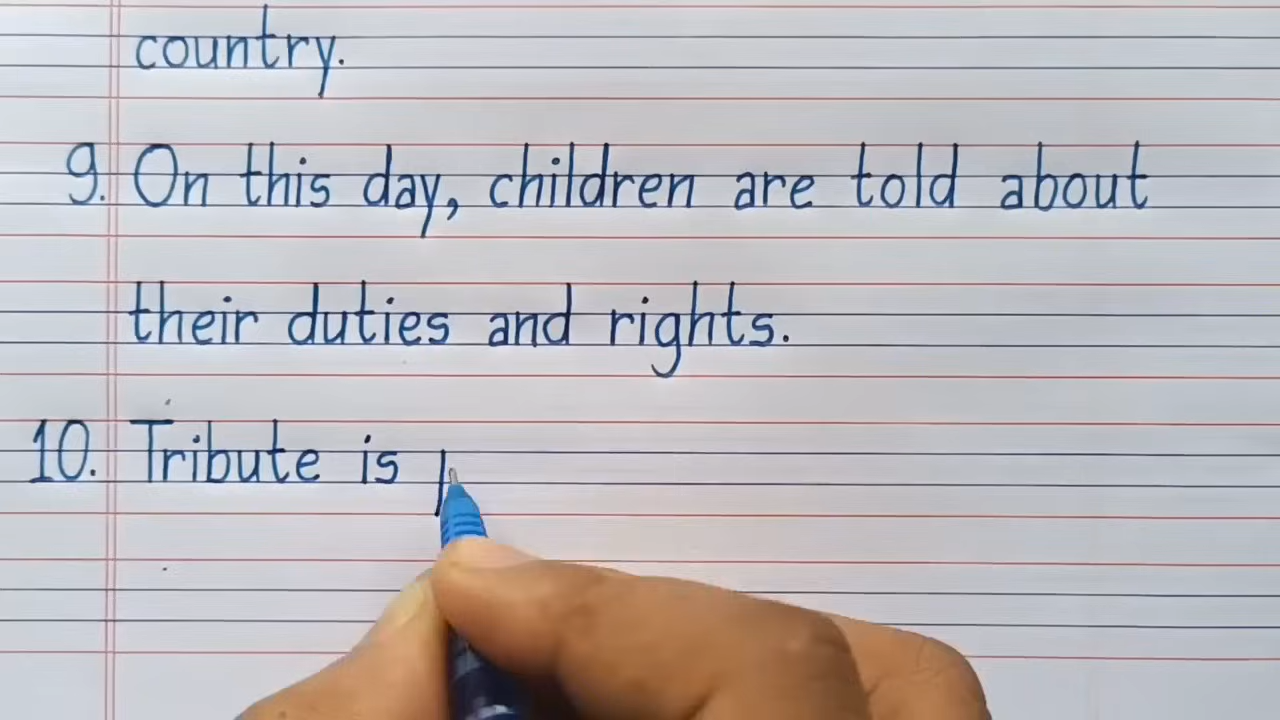 country.
9. On this day, children are told about
their duties and rights.
10. Tribute is